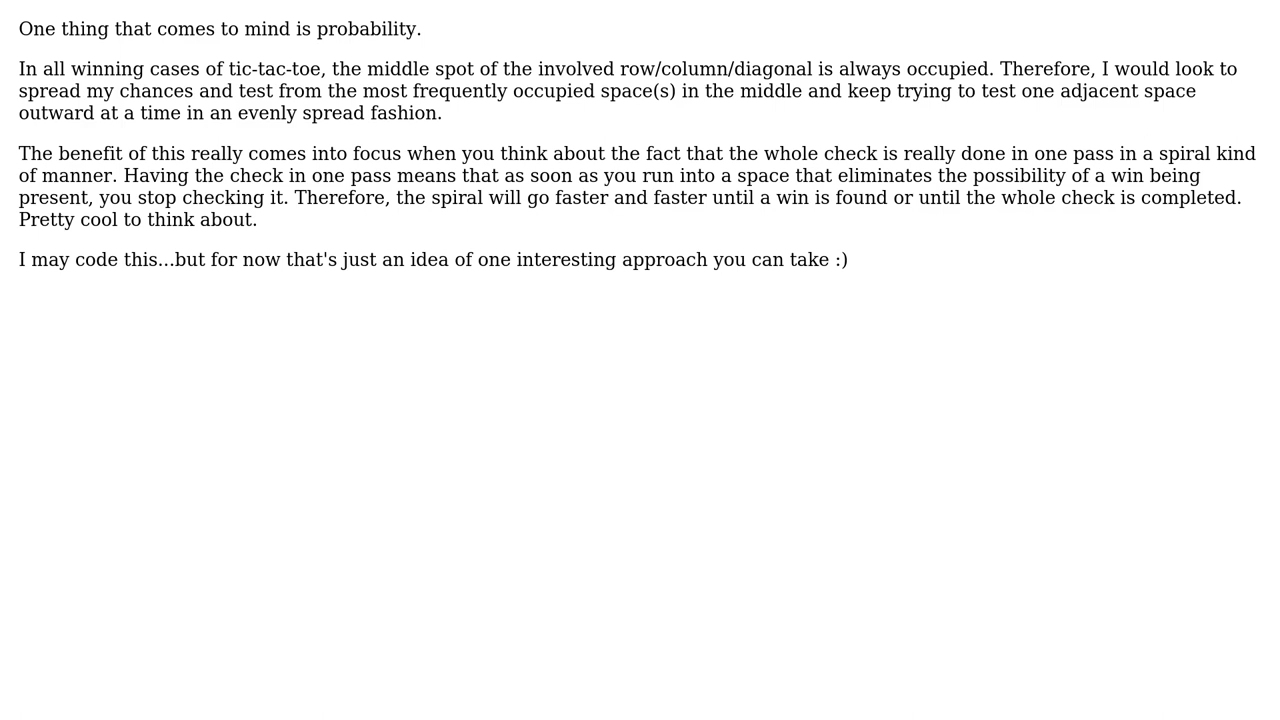 One thing that comes to mind is probability.
In all winning cases of tic-tac-toe, the middle spot of the involved row/column/diagonal is always occupied. Therefore, I would look to
spread my chances and test from the most frequently occupied space(s) in the middle and keep trying to test one adjacent space
outward at a time in an evenly spread fashion.
The benefit of this really comes into focus when you think about the fact that the whole check is really done in one pass in a spiral kind
of manner. Having the check in one pass means that as soon as you run into a space that eliminates the possibility of a win being
present, you stop checking it. Therefore, the spiral will go faster and faster until a win is found or until the whole check is completed.
Pretty cool to think about.
I may code this...but for now that's just an idea of one interesting approach you can take :)